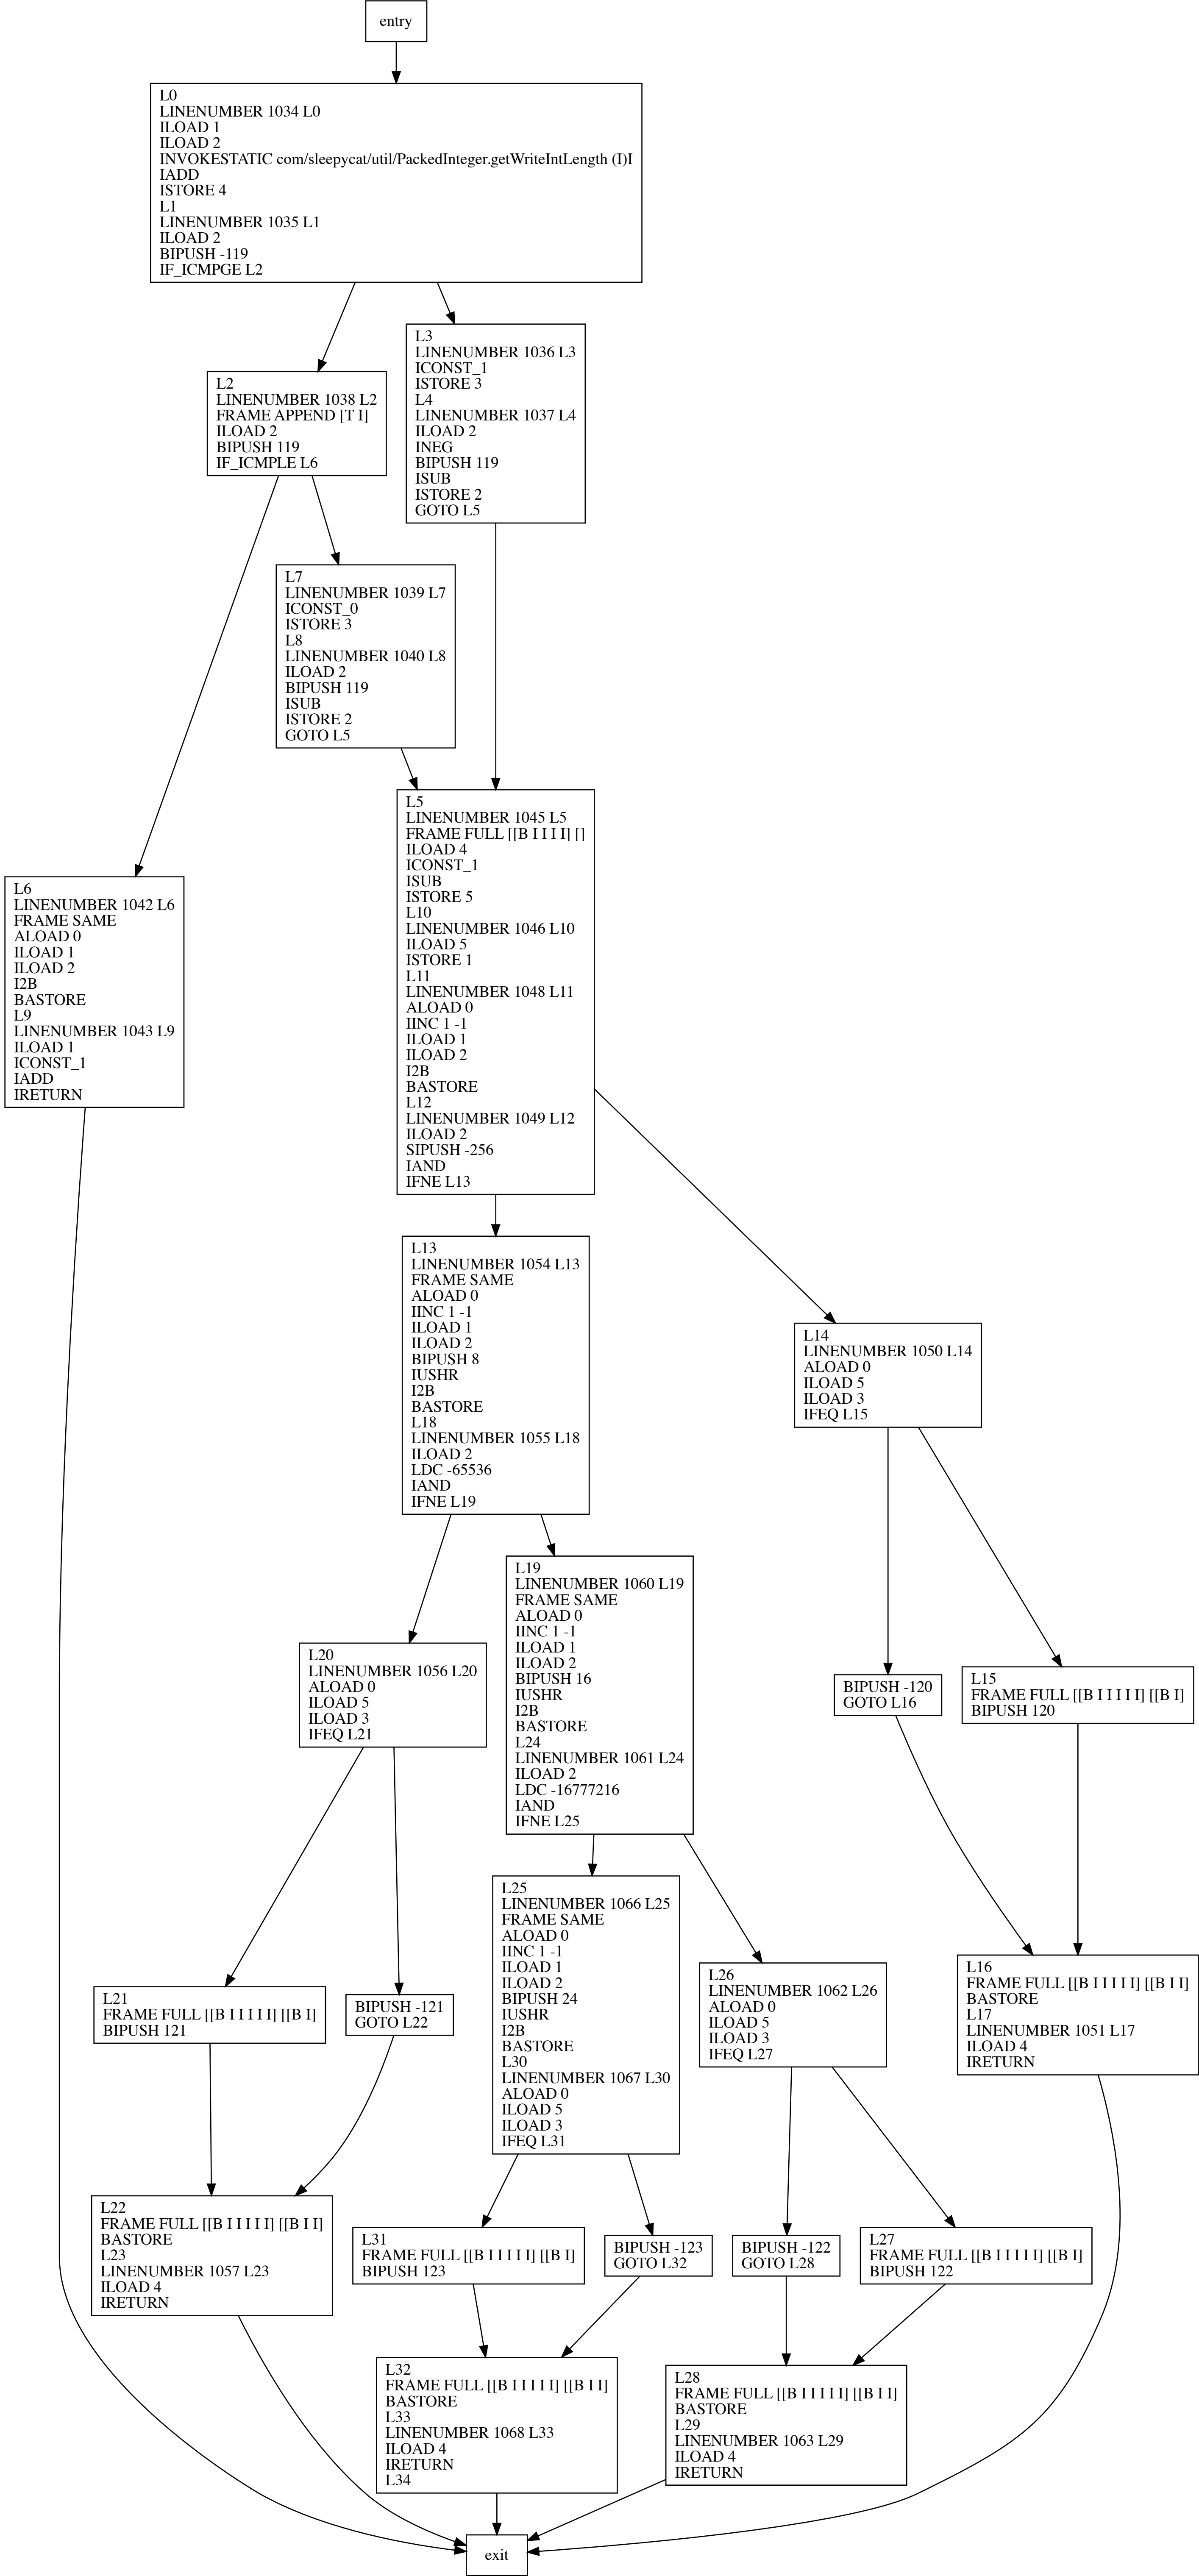 entry
L0
LINENUMBER 1034 L0
ILOAD 1
ILOAD 2
INVOKESTATIC com/sleepycat/util/PackedInteger.getWriteIntLength (I)I
IADD
ISTORE 4
L1
LINENUMBER 1035 L1
ILOAD 2
BIPUSH -119
IF_ICMPGE L2
L3
LINENUMBER 1036 L3
ICONST_1
ISTORE 3
L4
LINENUMBER 1037 L4
ILOAD 2
INEG
BIPUSH 119
ISUB
ISTORE 2
GOTO L5
L2
LINENUMBER 1038 L2
FRAME APPEND [T I]
ILOAD 2
BIPUSH 119
IF_ICMPLE L6
L7
LINENUMBER 1039 L7
ICONST_0
ISTORE 3
L8
LINENUMBER 1040 L8
ILOAD 2
BIPUSH 119
ISUB
ISTORE 2
GOTO L5
L5
LINENUMBER 1045 L5
FRAME FULL [[B I I I I] []
ILOAD 4
ICONST_1
ISUB
ISTORE 5
L10
LINENUMBER 1046 L10
ILOAD 5
ISTORE 1
L11
LINENUMBER 1048 L11
ALOAD 0
IINC 1 -1
ILOAD 1
ILOAD 2
I2B
BASTORE
L12
LINENUMBER 1049 L12
ILOAD 2
SIPUSH -256
IAND
IFNE L13
L6
LINENUMBER 1042 L6
FRAME SAME
ALOAD 0
ILOAD 1
ILOAD 2
I2B
BASTORE
L9
LINENUMBER 1043 L9
ILOAD 1
ICONST_1
IADD
IRETURN
L13
LINENUMBER 1054 L13
FRAME SAME
ALOAD 0
IINC 1 -1
ILOAD 1
ILOAD 2
BIPUSH 8
IUSHR
I2B
BASTORE
L18
LINENUMBER 1055 L18
ILOAD 2
LDC -65536
IAND
IFNE L19
L14
LINENUMBER 1050 L14
ALOAD 0
ILOAD 5
ILOAD 3
IFEQ L15
L19
LINENUMBER 1060 L19
FRAME SAME
ALOAD 0
IINC 1 -1
ILOAD 1
ILOAD 2
BIPUSH 16
IUSHR
I2B
BASTORE
L24
LINENUMBER 1061 L24
ILOAD 2
LDC -16777216
IAND
IFNE L25
L20
LINENUMBER 1056 L20
ALOAD 0
ILOAD 5
ILOAD 3
IFEQ L21
BIPUSH -120
GOTO L16
L15
FRAME FULL [[B I I I I I] [[B I]
BIPUSH 120
L25
LINENUMBER 1066 L25
FRAME SAME
ALOAD 0
IINC 1 -1
ILOAD 1
ILOAD 2
BIPUSH 24
IUSHR
I2B
BASTORE
L30
LINENUMBER 1067 L30
ALOAD 0
ILOAD 5
ILOAD 3
IFEQ L31
L26
LINENUMBER 1062 L26
ALOAD 0
ILOAD 5
ILOAD 3
IFEQ L27
L16
FRAME FULL [[B I I I I I] [[B I I]
BASTORE
L17
LINENUMBER 1051 L17
ILOAD 4
IRETURN
L21
FRAME FULL [[B I I I I I] [[B I]
BIPUSH 121
BIPUSH -121
GOTO L22
L22
FRAME FULL [[B I I I I I] [[B I I]
BASTORE
L23
LINENUMBER 1057 L23
ILOAD 4
IRETURN
L31
FRAME FULL [[B I I I I I] [[B I]
BIPUSH 123
BIPUSH -123
GOTO L32
BIPUSH -122
GOTO L28
L27
FRAME FULL [[B I I I I I] [[B I]
BIPUSH 122
L32
FRAME FULL [[B I I I I I] [[B I I]
BASTORE
L33
LINENUMBER 1068 L33
ILOAD 4
IRETURN
L34
L28
FRAME FULL [[B I I I I I] [[B I I]
BASTORE
L29
LINENUMBER 1063 L29
ILOAD 4
IRETURN
exit